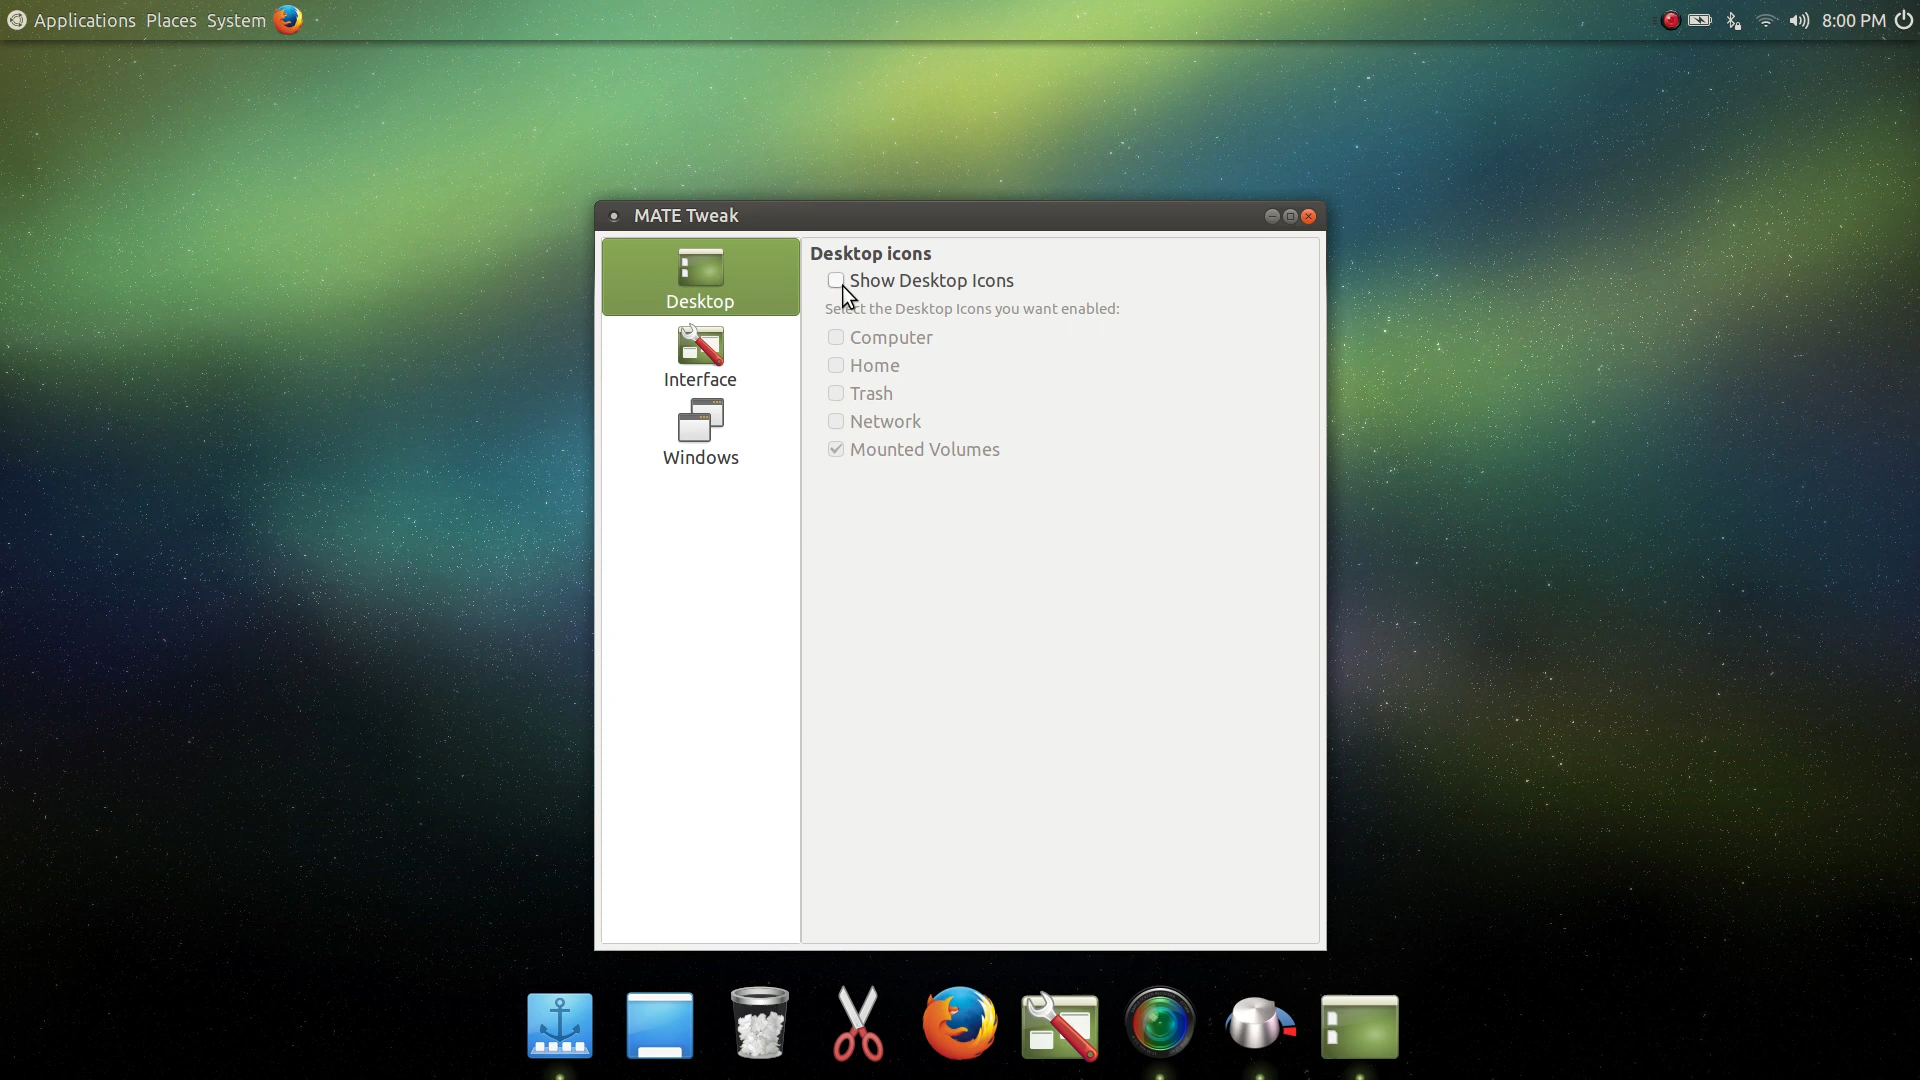 Applications Places System
8:00 PM
MATE Tweak
Desktop
Interface
Windows
Desktop icons
Show Desktop Icons
Select the Desktop Icons you want enabled:
Computer
Home
Trash
Network
Mounted Volumes